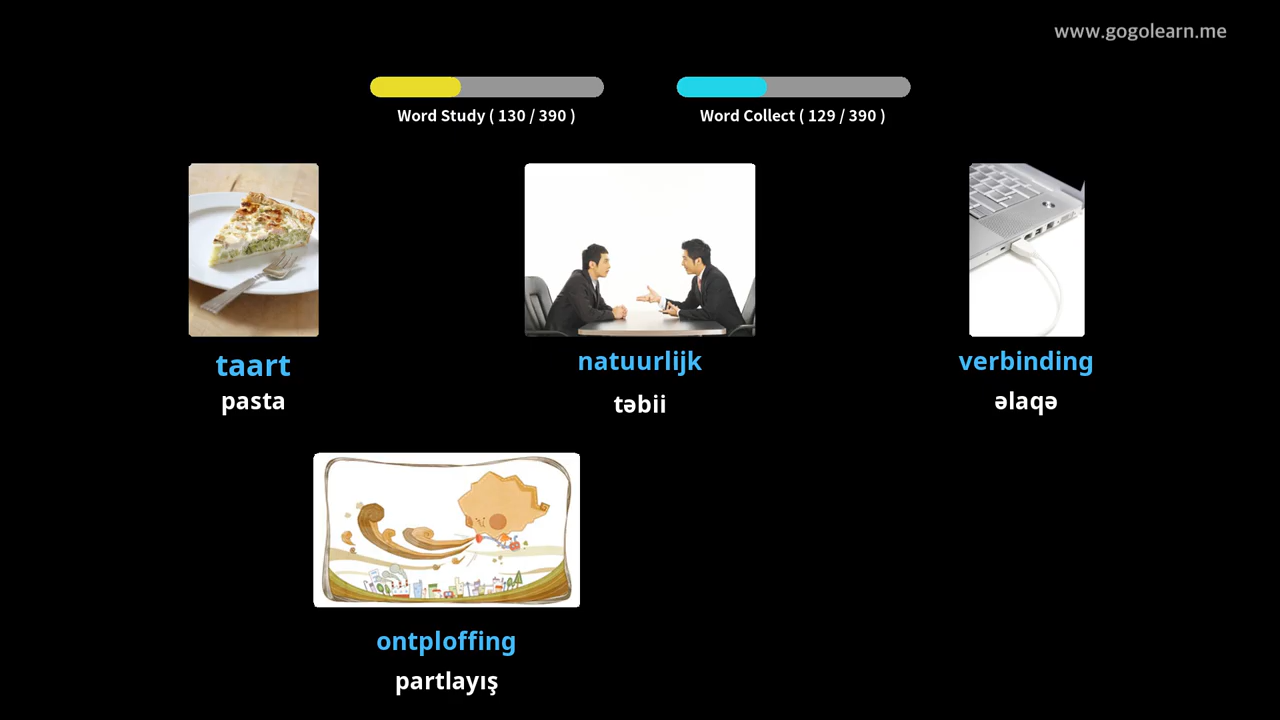 www.gogolearn.me
Word Study ( 130 / 390 )
Word Collect ( 129 / 390 )
taart
pasta
natuurlijk
təbii
verbinding
əlaqə
ontploffing
partlayış